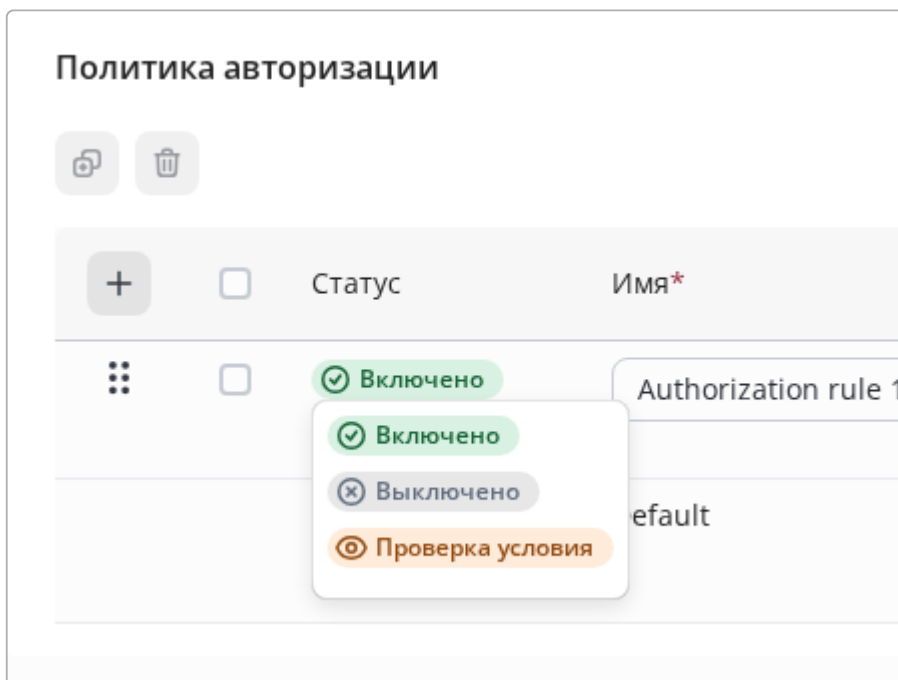 Политика авторизации
Статус Имя*
Включено Authorization rule 1
Включено
Выключено
efault
Проверка условия